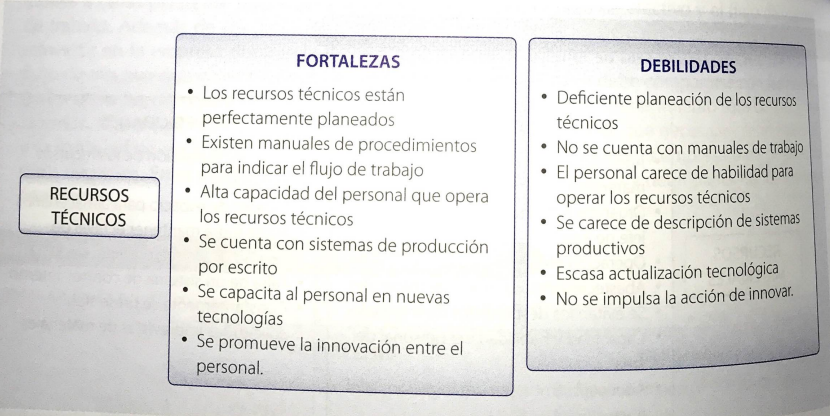 RECURSOS
TÉCNICOS
FORTALEZAS
• Los recursos técnicos están
perfectamente planeados
• Existen manuales de procedimientos
para indicar el flujo de trabajo
• Alta capacidad del personal que opera
los recursos técnicos
• Se cuenta con sistemas de producción
por escrito
• Se capacita al personal en nuevas
tecnologías
• Se promueve la innovación entre el
personal.
DEBILIDADES
• Deficiente planeación de los recursos
técnicos
• No se cuenta con manuales de trabajo
• El personal carece de habilidad para
operar los recursos técnicos
• Se carece de descripción de sistemas
productivos
• Escasa actualización tecnológica
• No se impulsa la acción de innovar.